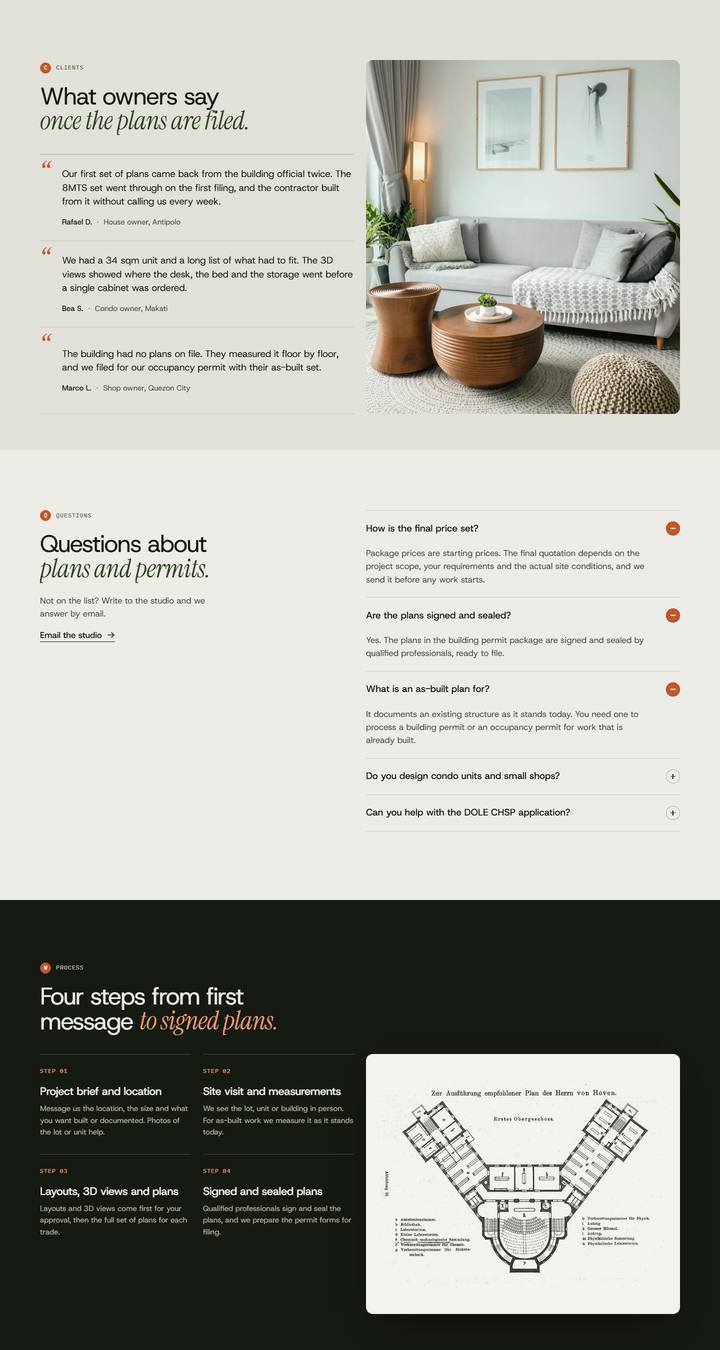 C CLIENTS
What owners say
once the plans are filed.
“
Our first set of plans came back from the building official twice. The
8MTS set went through on the first filing, and the contractor built
from it without calling us every week.
Rafael D. · House owner, Antipolo
“
We had a 34 sqm unit and a long list of what had to fit. The 3D
views showed where the desk, the bed and the storage went before
a single cabinet was ordered.
Bea S. · Condo owner, Makati
“
The building had no plans on file. They measured it floor by floor,
and we filed for our occupancy permit with their as-built set.
Marco L. · Shop owner, Quezon City
Q QUESTIONS
Questions about
plans and permits.
Not on the list? Write to the studio and we
answer by email.
Email the studio →
How is the final price set?
Package prices are starting prices. The final quotation depends on the
project scope, your requirements and the actual site conditions, and we
send it before any work starts.
Are the plans signed and sealed?
Yes. The plans in the building permit package are signed and sealed by
qualified professionals, ready to file.
What is an as-built plan for?
It documents an existing structure as it stands today. You need one to
process a building permit or an occupancy permit for work that is
already built.
Do you design condo units and small shops?
Can you help with the DOLE CHSP application?
W PROCESS
Four steps from first
message to signed plans.
STEP 01
Project brief and location
Message us the location, the size and what
you want built or documented. Photos of
the lot or unit help.
STEP 02
Site visit and measurements
We see the lot, unit or building in person.
For as-built work we measure it as it stands
today.
STEP 03
Layouts, 3D views and plans
Layouts and 3D views come first for your
approval, then the full set of plans for each
trade.
STEP 04
Signed and sealed plans
Qualified professionals sign and seal the
plans, and we prepare the permit forms for
filing.
Zur Ausführung empfohlener Plan des Herrn von Hoven.
Erstes Obergeschoss.
b Bibliothek.
c Laboratorium.
d Kleine Laboratorien.